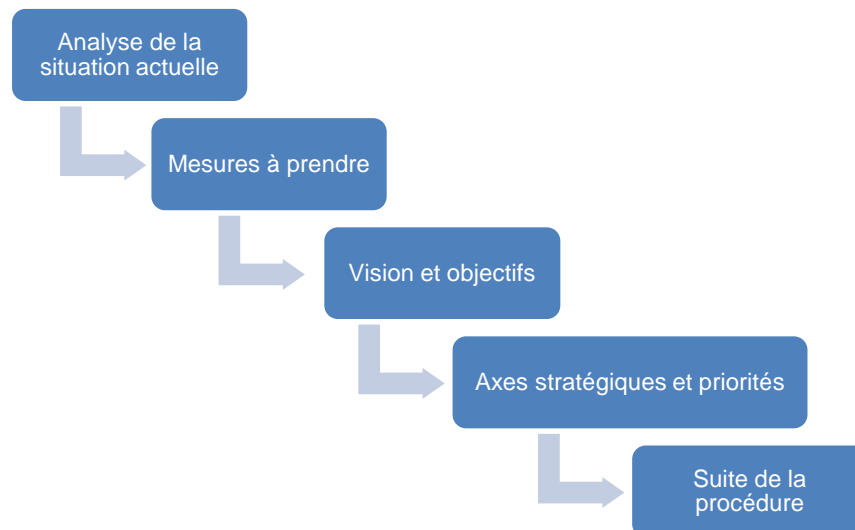 Analyse de la
situation actuelle
Mesures à prendre
Vision et objectifs
Axes stratégiques et priorités
Suite de la
procédure